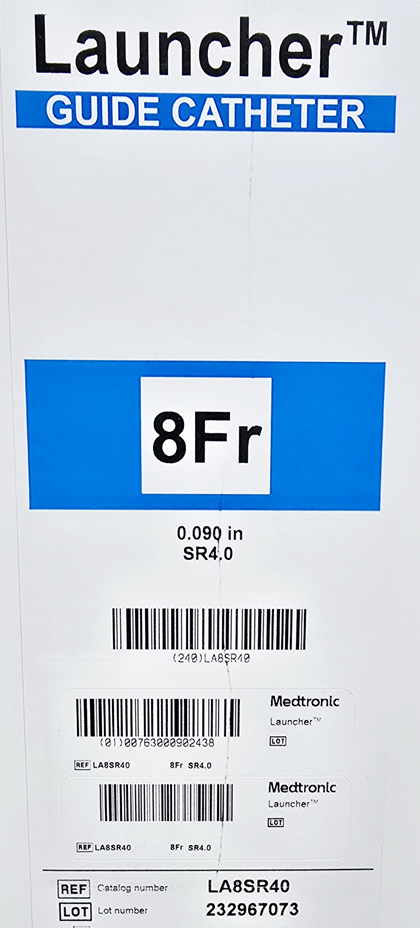 Launcher™
GUIDE CATHETER
8Fr
0.090 in
SR4.0
(240)LA8SR40
Medtronic
Launcher™
LOT
(01)00763000902438
REF LA8SR40 8Fr SR4.0
Medtronic
Launcher™
LOT
REF LA8SR40 8Fr SR4.0
REF Catalog number LA8SR40
LOT Lot number 232967073